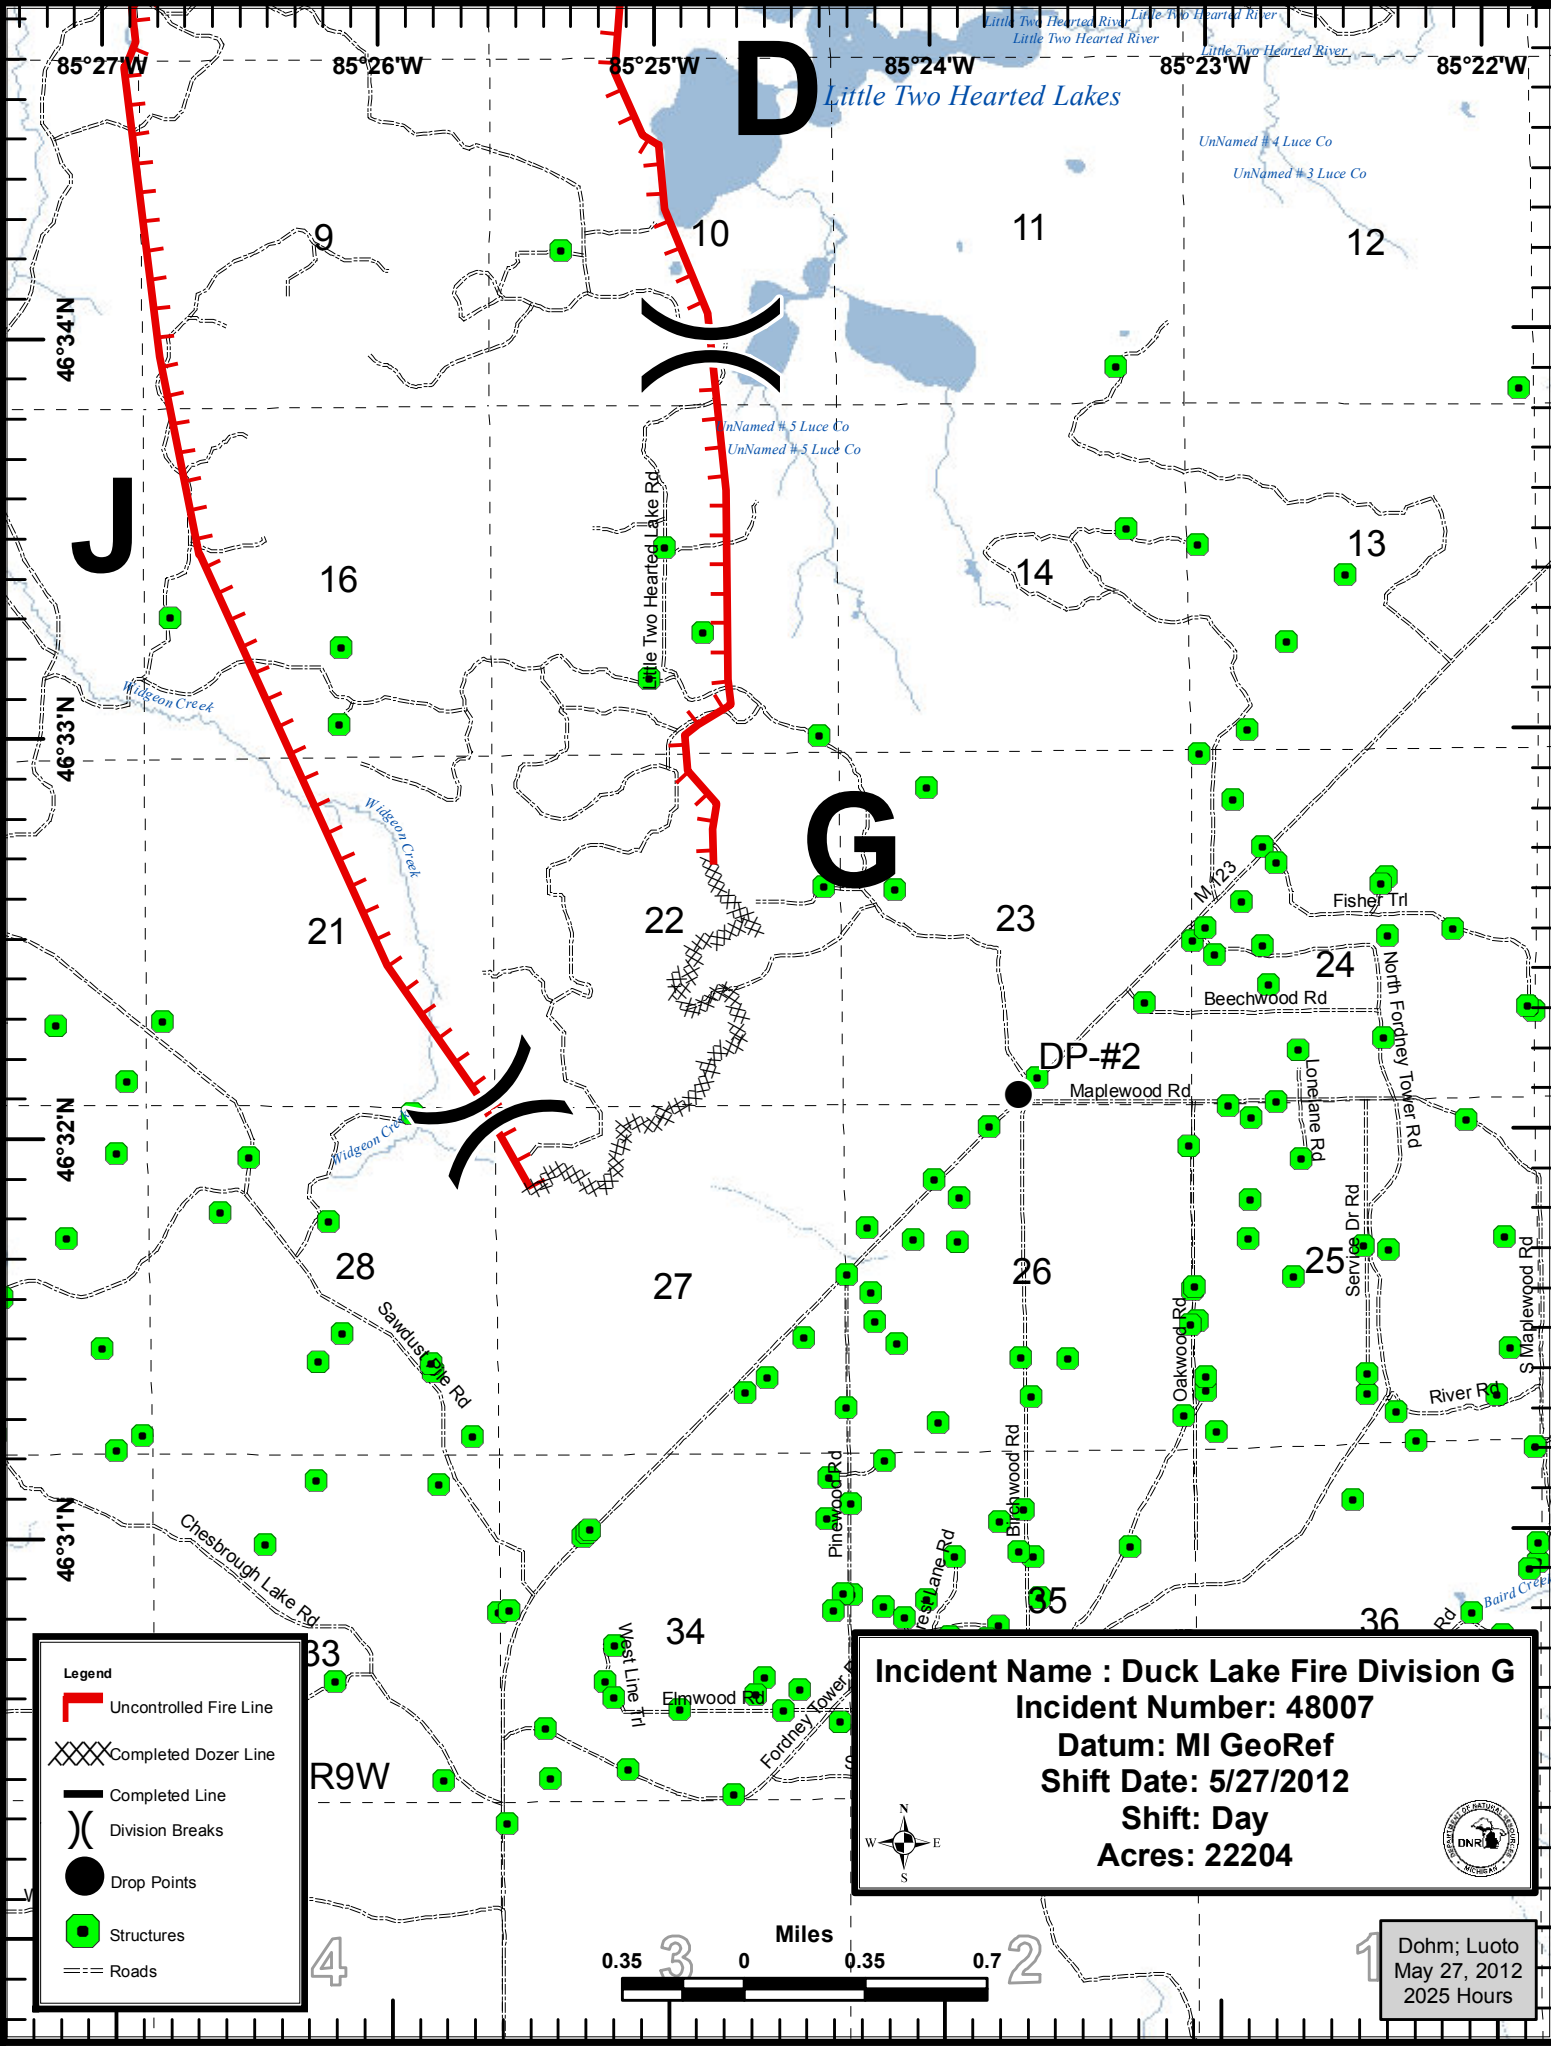 Little Two Hearted River
Little Two Hearted River
Little Two Hearted River
Little Two Hearted River
85°27'W
85°26'W
85°25'W
85°24'W
85°23'W
85°22'W
D
Little Two Hearted Lakes
UnNamed # 4 Luce Co
UnNamed # 3 Luce Co
9
10
11
12
46°34'N
UnNamed # 5 Luce Co
UnNamed # 5 Luce Co
J
Little Two Hearted Lake Rd
16
14
13
Widgeon Creek
46°33'N
Widgeon Creek
G
M 123
Fisher Trl
21
22
23
24
North Fordney Tower Rd
Beechwood Rd
DP-#2
Maplewood Rd
Lonelane Rd
46°32'N
Widgeon Creek
28
27
26
25
Service Dr Rd
S Maplewood Rd
Sawdust Pile Rd
Oakwood Rd
River Rd
Pinewood Rd
Birchwood Rd
46°31'N
Chesbrough Lake Rd
rest Lane Rd
Baird Creek
35
36
Rd
33
34
West Line Trl
Elmwood Rd
Fordney Tower
R9W
Legend
Uncontrolled Fire Line
Completed Dozer Line
Completed Line
Division Breaks
Drop Points
Structures
Roads
Incident Name : Duck Lake Fire Division G
Incident Number: 48007
Datum: MI GeoRef
Shift Date: 5/27/2012
Shift: Day
Acres: 22204
N
W E
S
DEPARTMENT OF NATURAL RESOURCES
DNR
MICHIGAN
4
3
2
1
Miles
0.35 0 0.35 0.7
Dohm; Luoto
May 27, 2012
2025 Hours